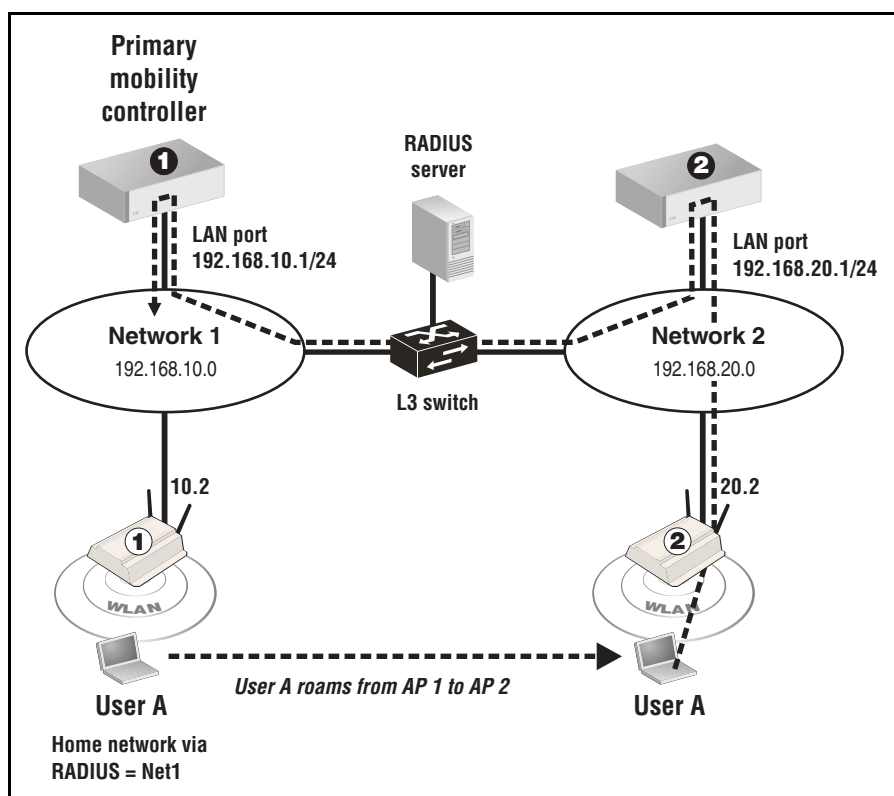 Primary
mobility
controller
1
RADIUS
server
2
LAN port
192.168.10.1/24
LAN port
192.168.20.1/24
Network 1
192.168.10.0
Network 2
192.168.20.0
L3 switch
10.2
20.2
1
2
WLAN
WLAN
User A roams from AP 1 to AP 2
User A
User A
Home network via
RADIUS = Net1